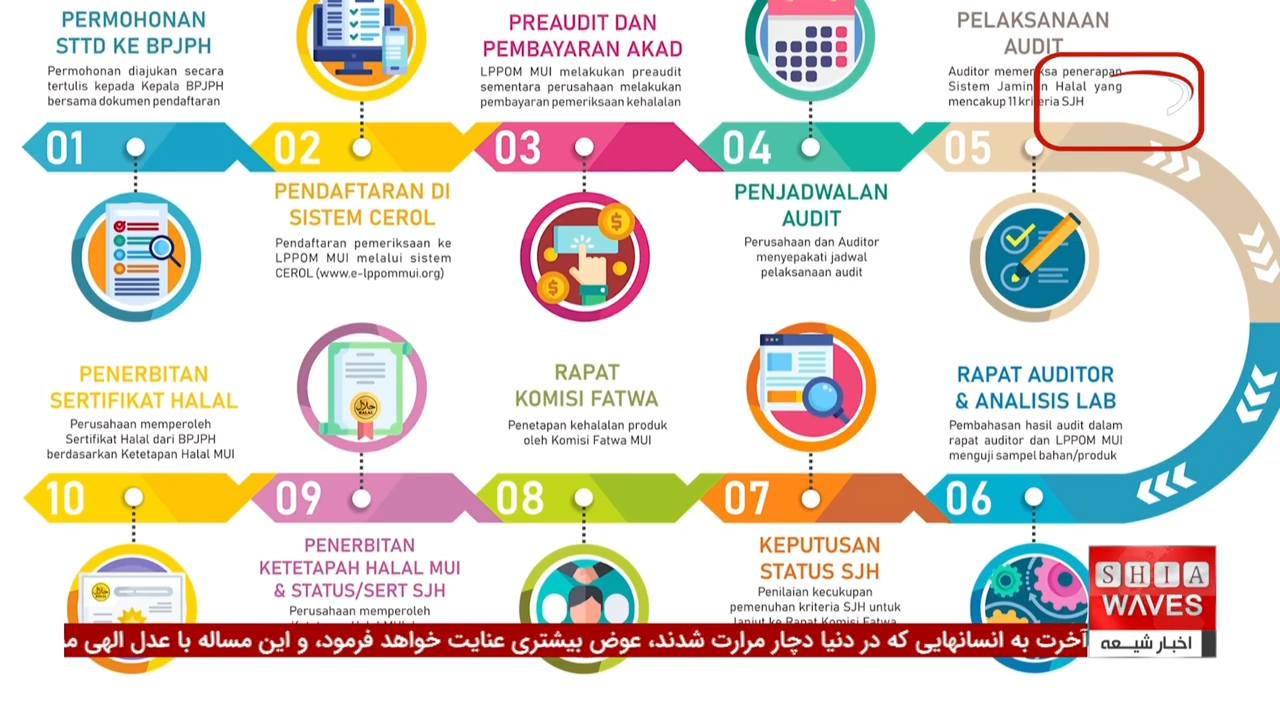 PERMOHONAN
STTD KE BPJPH
Permohonan diajukan secara
tertulis kepada Kepala BPJPH
bersama dokumen pendaftaran
PREAUDIT DAN
PEMBAYARAN AKAD
LPPOM MUI melakukan preaudit
sementara perusahaan melakukan
pembayaran pemeriksaan kehalalan
PELAKSANAAN
AUDIT
Auditor memeriksa penerapan
Sistem Jaminan Halal yang
mencakup 11 kriteria SJH
01
02
03
04
05
PENDAFTARAN DI
SISTEM CEROL
Pendaftaran pemeriksaan ke
LPPOM MUI melalui sistem
CEROL (www.e-lppommui.org)
PENJADWALAN
AUDIT
Perusahaan dan Auditor
menyepakati jadwal
pelaksanaan audit
PENERBITAN
SERTIFIKAT HALAL
Perusahaan memperoleh
Sertifikat Halal dari BPJPH
berdasarkan Ketetapan Halal MUI
RAPAT
KOMISI FATWA
Penetapan kehalalan produk
oleh Komisi Fatwa MUI
RAPAT AUDITOR
& ANALISIS LAB
Pembahasan hasil audit dalam
rapat auditor dan LPPOM MUI
menguji sampel bahan/produk
10
09
08
07
06
PENERBITAN
KETETAPAH HALAL MUI
& STATUS/SERT SJH
Perusahaan memperoleh
KEPUTUSAN
STATUS SJH
Penilaian kecukupan
pemenuhan kriteria SJH untuk
lanjut ke Rapat Komisi Fatwa
SHIA
WAVES
اخبار شیعه
آخرت به انسانهایی که در دنیا دچار مرارت شدند، عوض بیشتری عنایت خواهد فرمود، و این مساله با عدل الهی